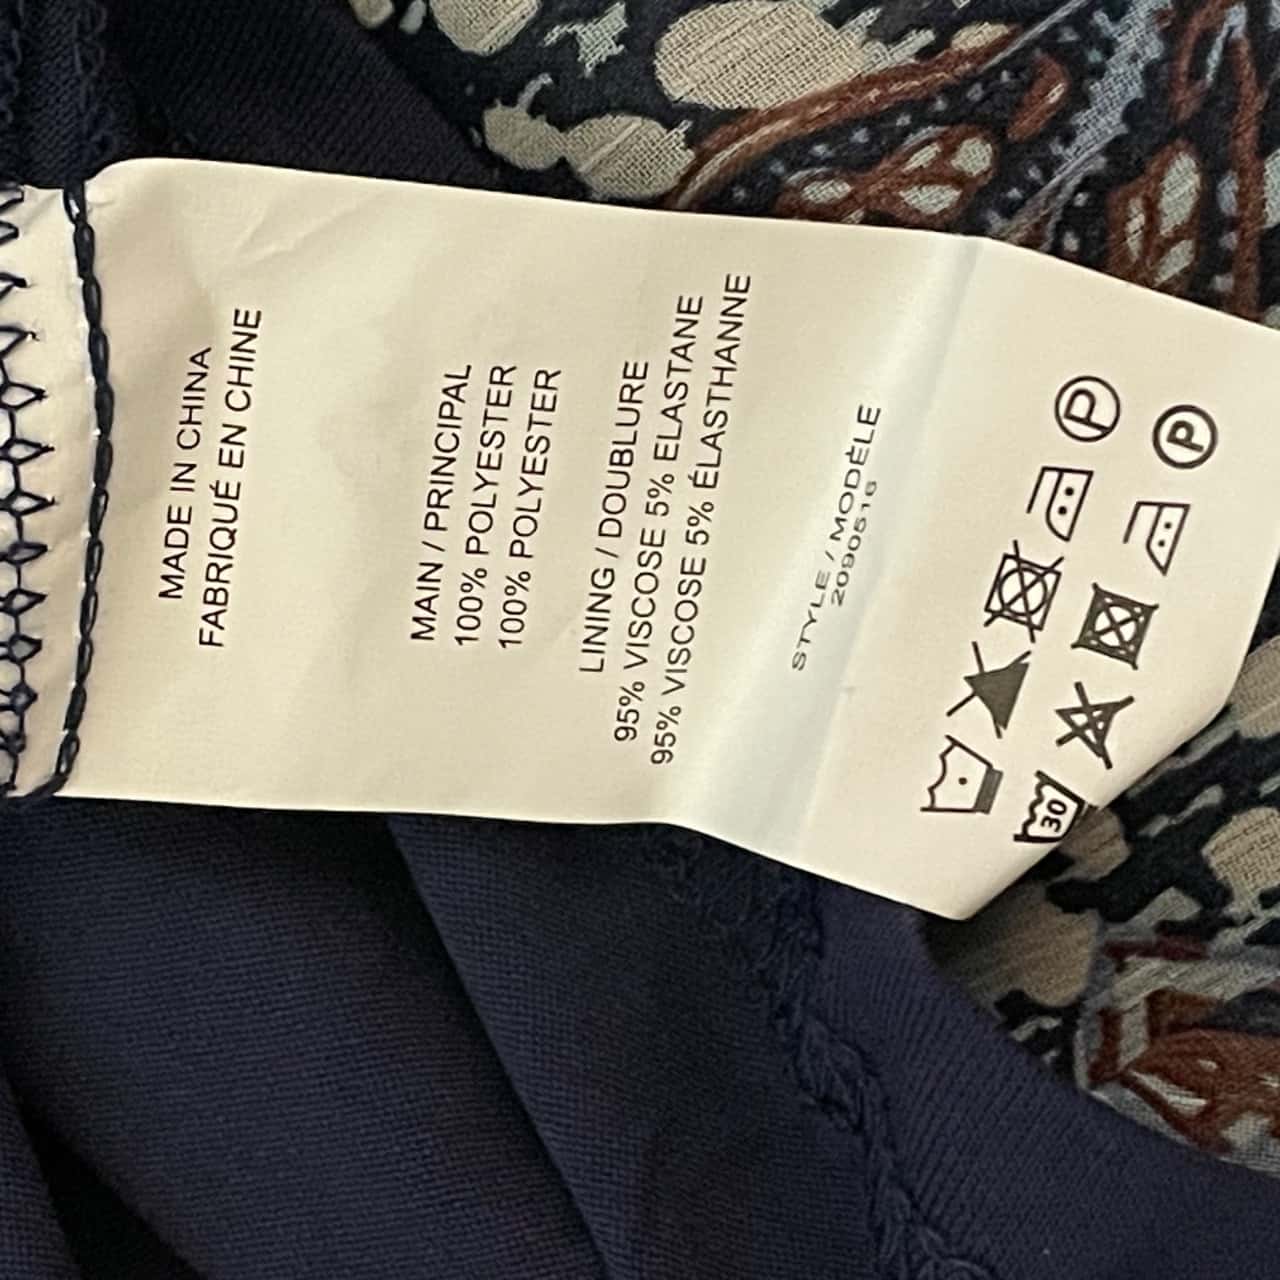 MADE IN CHINA
FABRIQUÉ EN CHINE
MAIN / PRINCIPAL
100% POLYESTER
100% POLYESTER
LINING / DOUBLURE
95% VISCOSE 5% ELASTANE
95% VISCOSE 5% ÉLASTHANNE
STYLE / MODÈLE
2090516
P
30 P